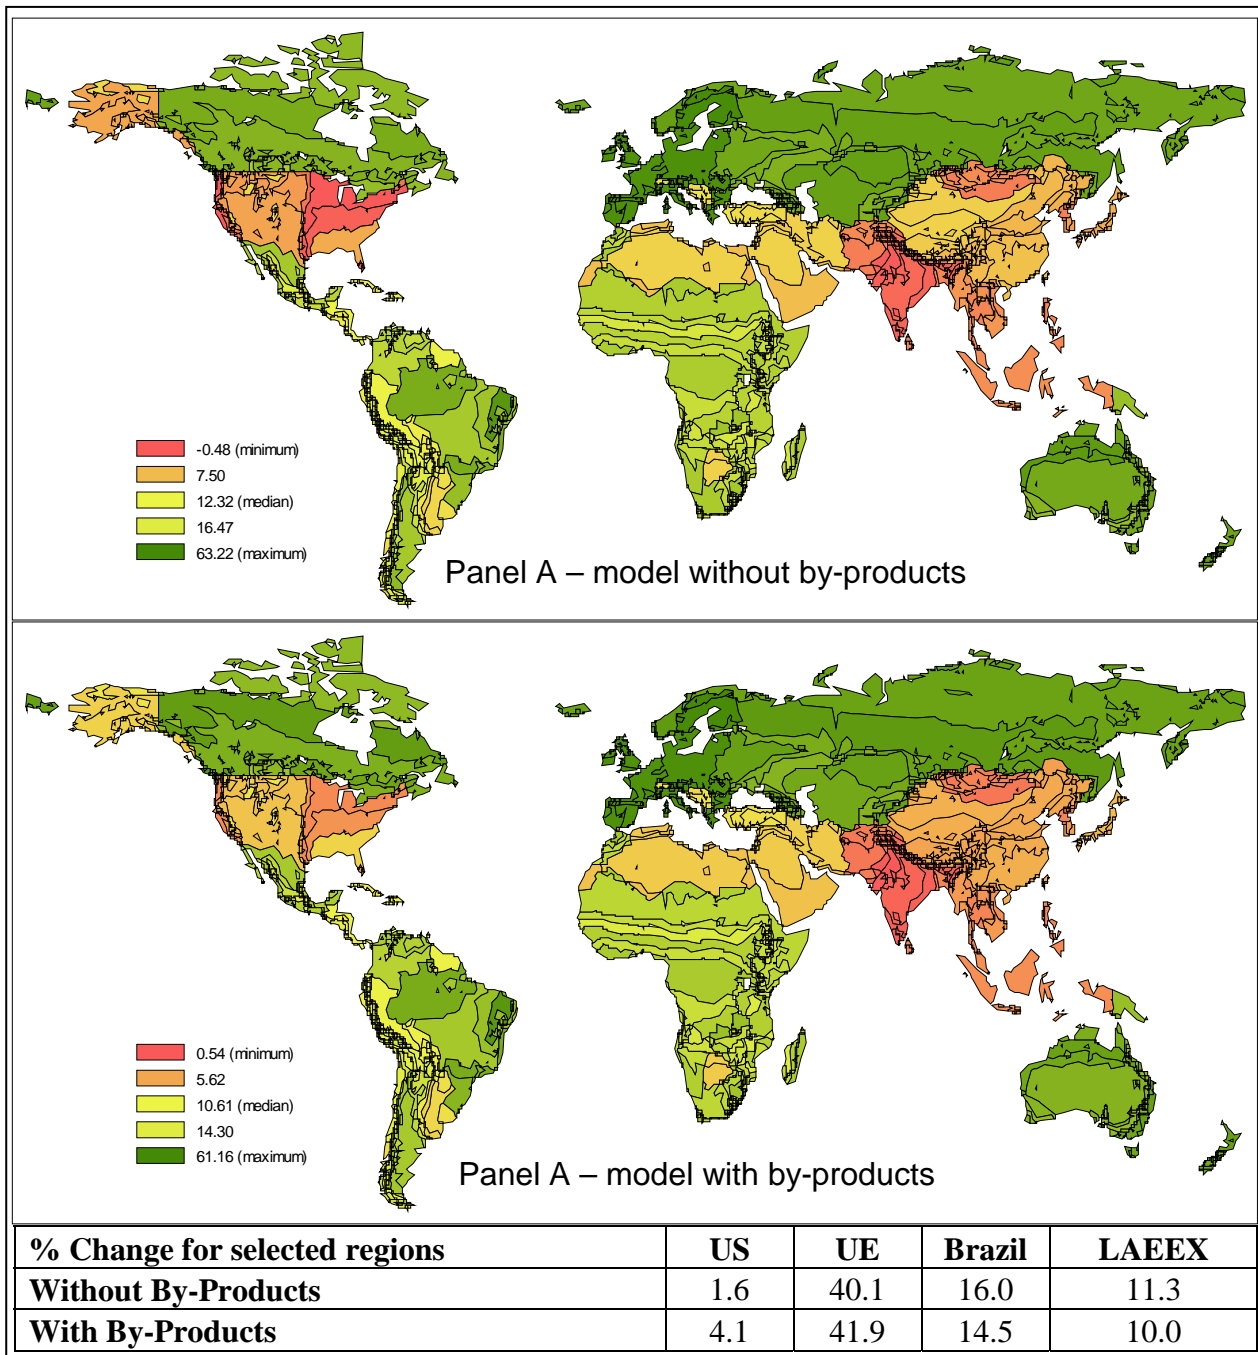 -0.48 (minimum)
7.50
12.32 (median)
16.47
63.22 (maximum)
Panel A – model without by-products
0.54 (minimum)
5.62
10.61 (median)
14.30
61.16 (maximum)
Panel A – model with by-products
% Change for selected regions US UE Brazil LAEEX
Without By-Products 1.6 40.1 16.0 11.3
With By-Products 4.1 41.9 14.5 10.0